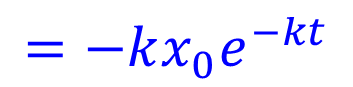 = −kx₀e^{−kt}